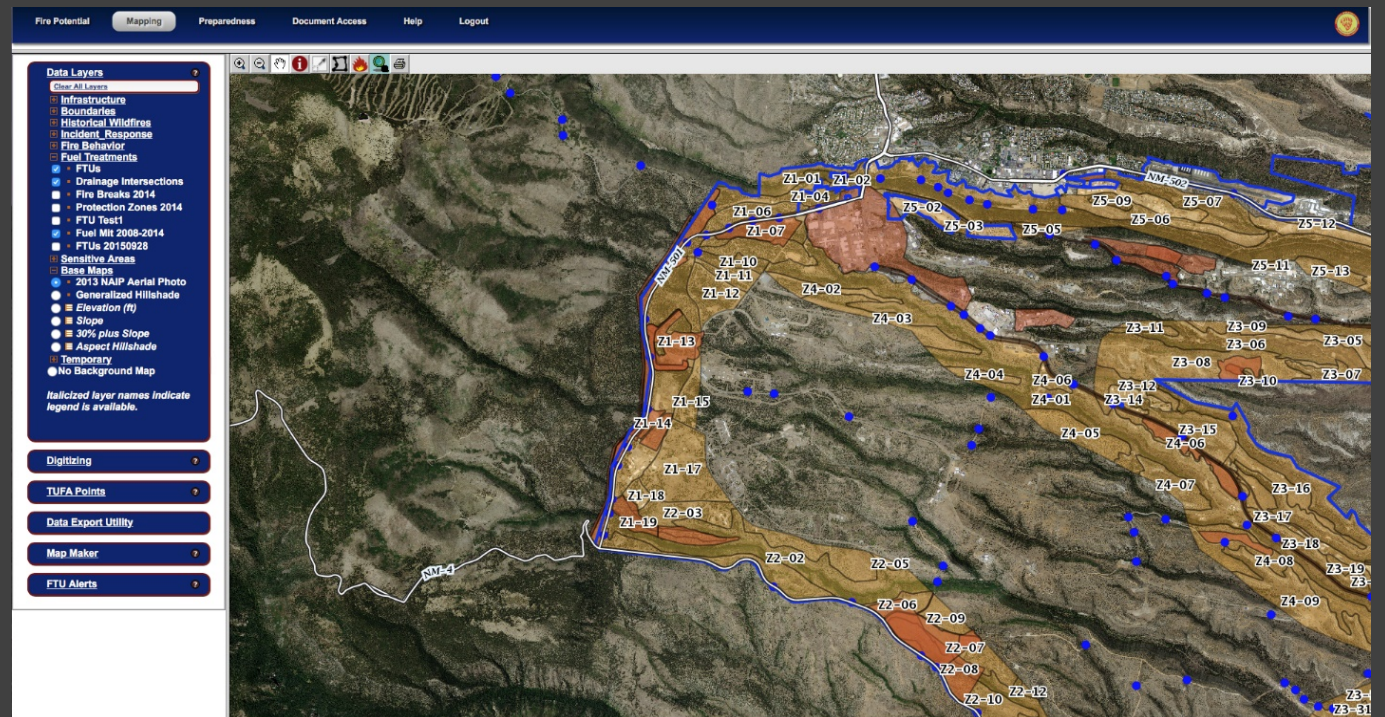 Fire Potential
Mapping
Preparedness
Document Access
Help
Logout
Data Layers
?
Clear All Layers
Infrastructure
Boundaries
Historical Wildfires
Incident_Response
Fire Behavior
Fuel Treatments
FTUs
Drainage Intersections
Fire Breaks 2014
Protection Zones 2014
FTU Test1
Fuel Mit 2008-2014
FTUs 20150928
Sensitive Areas
Base Maps
2013 NAIP Aerial Photo
Generalized Hillshade
Elevation (ft)
Slope
30% plus Slope
Aspect Hillshade
Temporary
No Background Map
Italicized layer names indicate
legend is available.
Digitizing
?
TUFA Points
?
Data Export Utility
Map Maker
?
FTU Alerts
?
Z1-01
Z1-02
NM-502
Z1-04
Z5-09
Z5-07
Z1-06
Z5-02
Z5-06
Z1-07
Z5-03
Z5-05
Z5-12
NM-501
Z1-10
Z1-11
Z5-11
Z5-13
Z1-12
Z4-02
Z4-03
Z3-11
Z3-09
Z1-13
Z3-06
Z3-05
Z3-08
Z4-04
Z4-06
Z3-12
Z3-10
Z3-07
Z1-15
Z4-01
Z3-14
Z1-14
Z4-05
Z3-15
Z4-06
Z1-17
Z4-07
Z3-16
Z1-18
Z2-03
Z3-17
Z1-19
Z3-18
Z2-02
Z2-05
Z4-08
Z3-19
NM-4
Z4-09
Z2-06
Z2-09
Z2-07
Z2-08
Z2-10
Z2-12
Z3-31